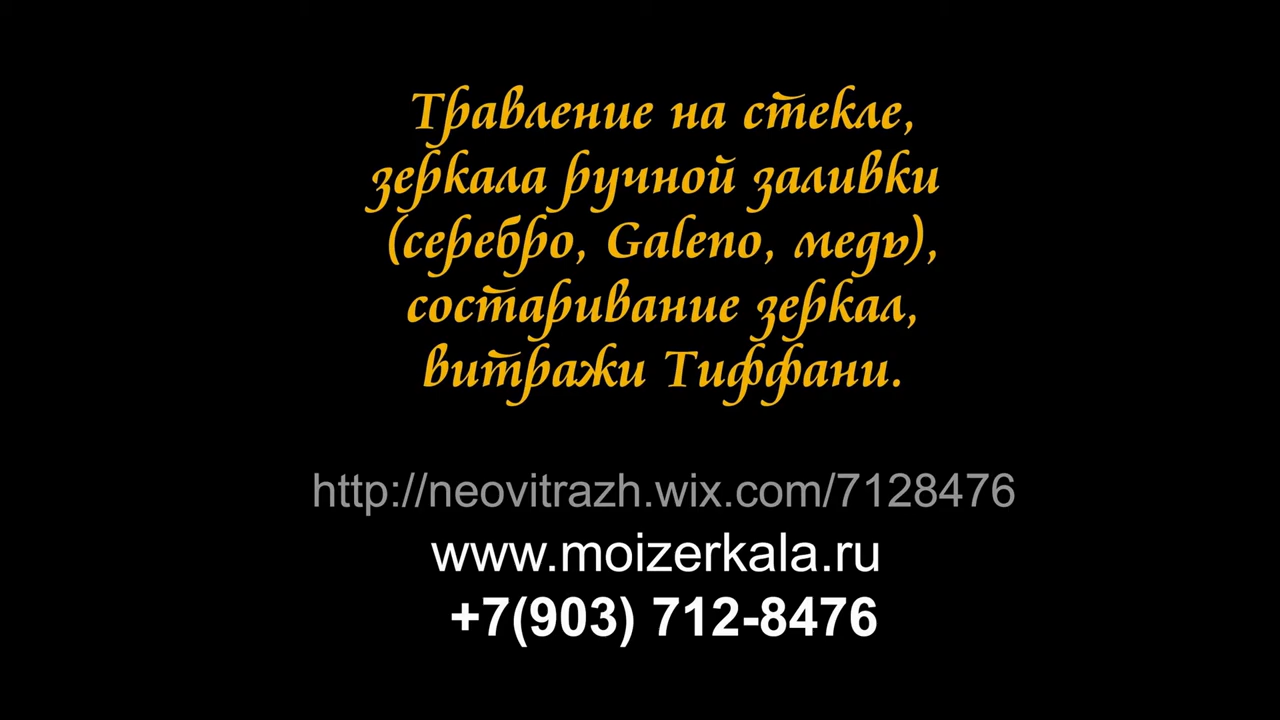 Травление на стекле,
зеркала ручной заливки
(серебро, Galeno, медь),
состаривание зеркал,
витражи Тиффани.
http://neovitrazh.wix.com/7128476
www.moizerkala.ru
+7(903) 712-8476